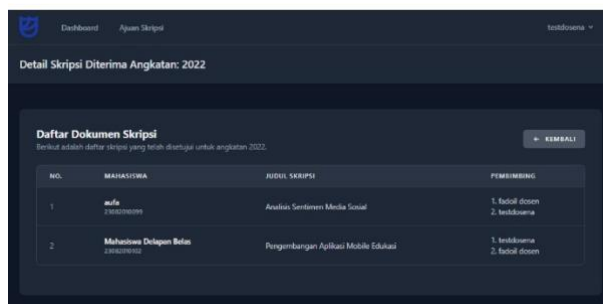 Dashboard Ajuan Skripsi testdosena
Detail Skripsi Diterima Angkatan: 2022
Daftar Dokumen Skripsi
Berikut adalah daftar skripsi yang telah disetujui untuk angkatan 2022.
← KEMBALI
NO. MAHASISWA JUDUL SKRIPSI PEMBIMBING
1 aufa Analisis Sentimen Media Sosial 1. fadoil dosen
2. testdosena
2 Mahasiswa Delapan Belas Pengembangan Aplikasi Mobile Edukasi 1. testdosena
2. fadoil dosen